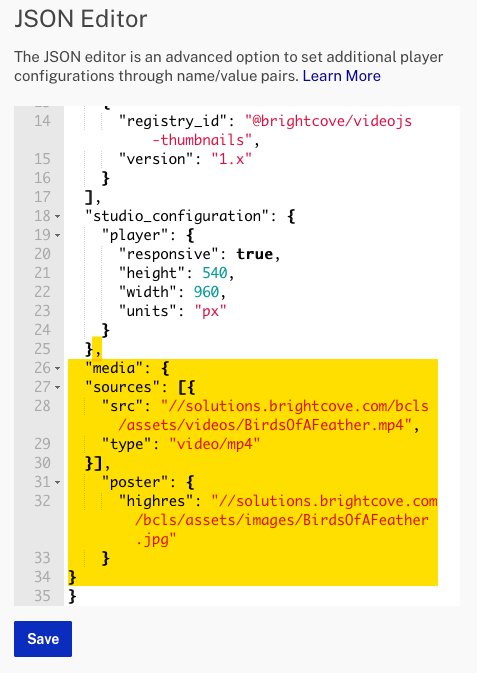 JSON Editor
The JSON editor is an advanced option to set additional player
configurations through name/value pairs. Learn More
14 "registry_id": "@brightcove/videojs
-thumbnails",
15 "version": "1.x"
16 }
17 ],
18 "studio_configuration": {
19 "player": {
20 "responsive": true,
21 "height": 540,
22 "width": 960,
23 "units": "px"
24 }
25 },
26 "media": {
27 "sources": [{
28 "src": "//solutions.brightcove.com/bcls
/assets/videos/BirdsOfAFeather.mp4",
29 "type": "video/mp4"
30 }],
31 "poster": {
32 "highres": "//solutions.brightcove.com
/bcls/assets/images/BirdsOfAFeather
.jpg"
33 }
34 }
35 }
Save